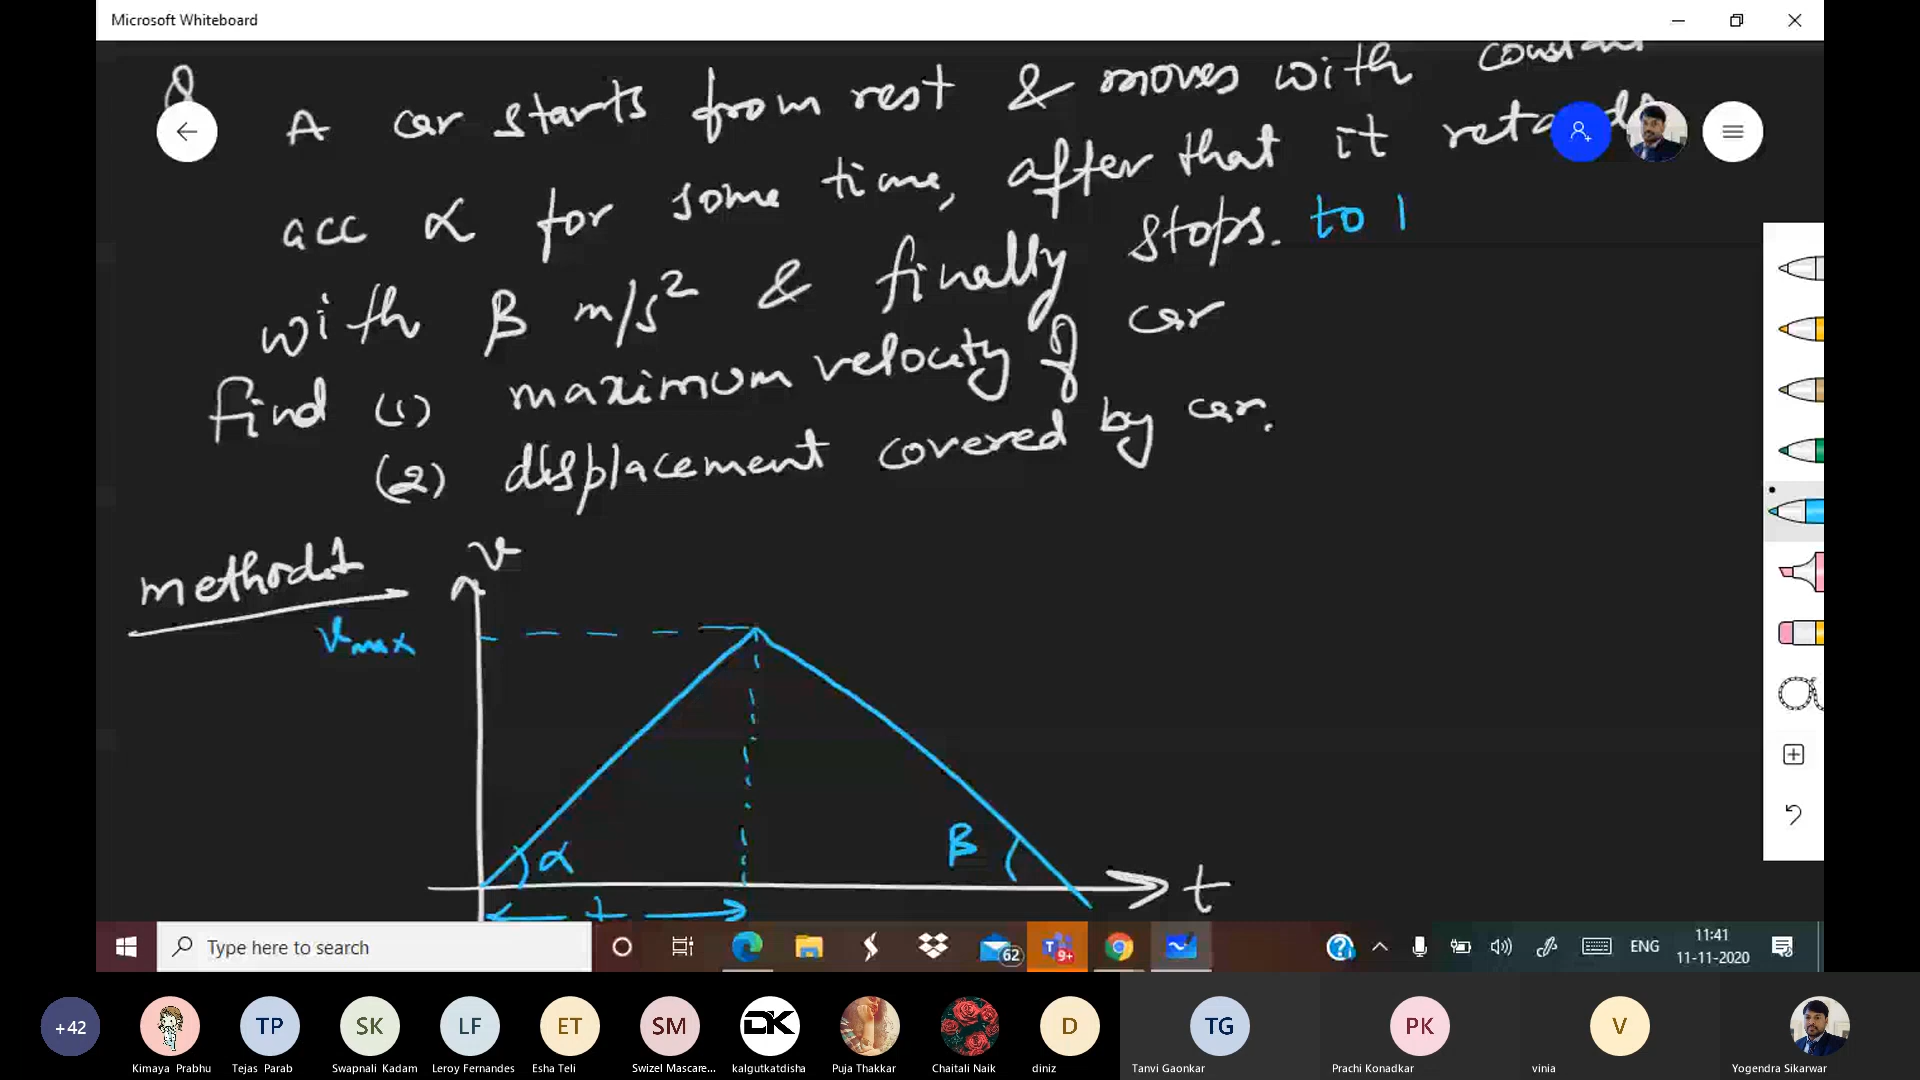 Microsoft Whiteboard
Q A car starts from rest & moves with constant
acc α for some time, after that it retards
with β m/s² & finally stops. to
find (1) maximum velocity of car
(2) displacement covered by car.
method.1
v
vmax
α
β
t
t
Type here to search
62
9+
ENG
11:41
11-11-2020
+42
TP
SK
LF
ET
SM
DK
D
TG
PK
V
Kimaya Prabhu
Tejas Parab
Swapnali Kadam
Leroy Fernandes
Esha Teli
Swizel Mascare...
kalgutkatdisha
Puja Thakkar
Chaitali Naik
diniz
Tanvi Gaonkar
Prachi Konadkar
vinia
Yogendra Sikarwar